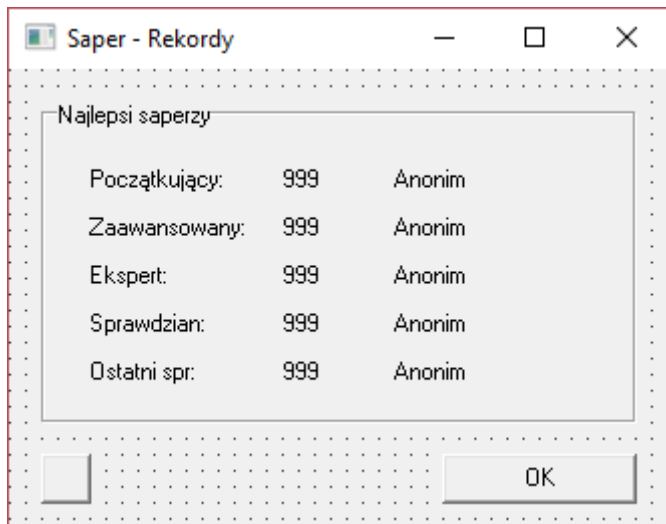 Saper - Rekordy
Najlepsi saperzy
Początkujący: 999 Anonim
Zaawansowany: 999 Anonim
Ekspert: 999 Anonim
Sprawdzian: 999 Anonim
Ostatni spr: 999 Anonim
OK